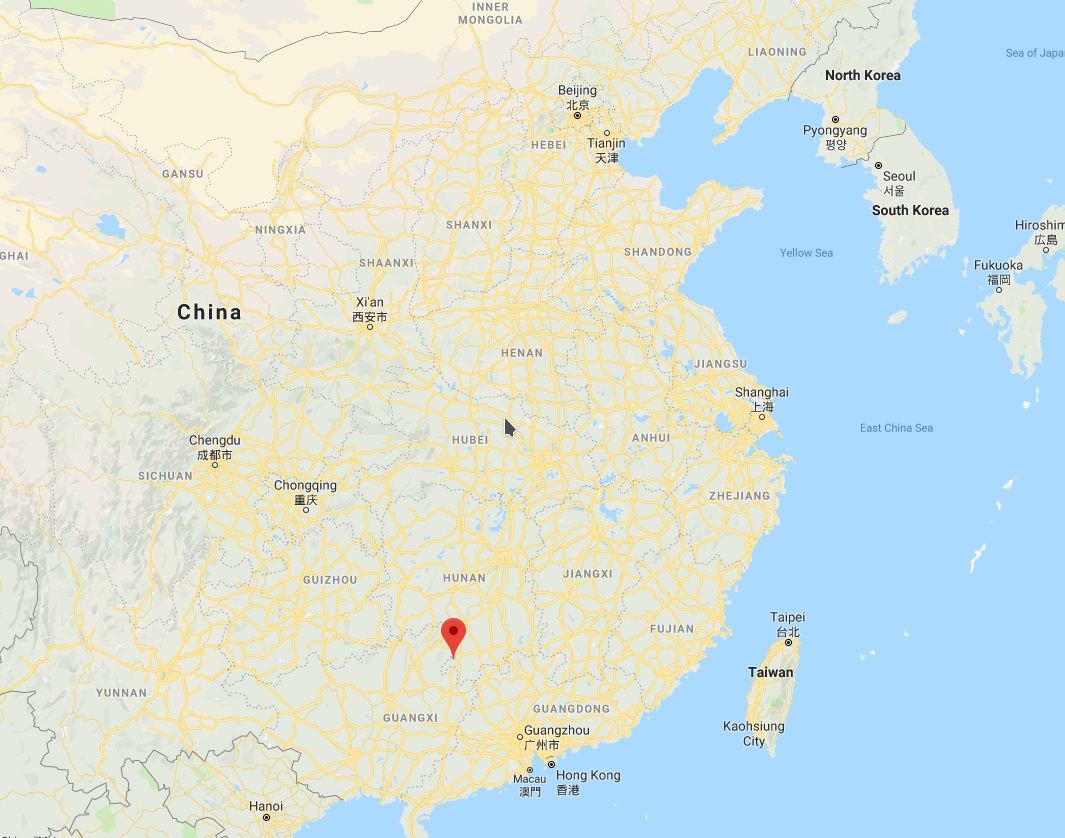 INNER
MONGOLIA
LIAONING
Sea of Japa
North Korea
Beijing
北京
Pyongyang
평양
Tianjin
天津
HEBEI
GANSU
Seoul
서울
South Korea
SHANXI
NINGXIA
Hiroshim
広島
GHAI
SHAANXI
SHANDONG
Yellow Sea
Fukuoka
福岡
China
Xi'an
西安市
HENAN
JIANGSU
Shanghai
上海
East China Sea
HUBEI
ANHUI
Chengdu
成都市
SICHUAN
Chongqing
重庆
ZHEJIANG
GUIZHOU
HUNAN
JIANGXI
FUJIAN
Taipei
台北
Taiwan
YUNNAN
GUANGXI
GUANGDONG
Guangzhou
广州市
Kaohsiung
City
Macau
澳門
Hong Kong
香港
Hanoi